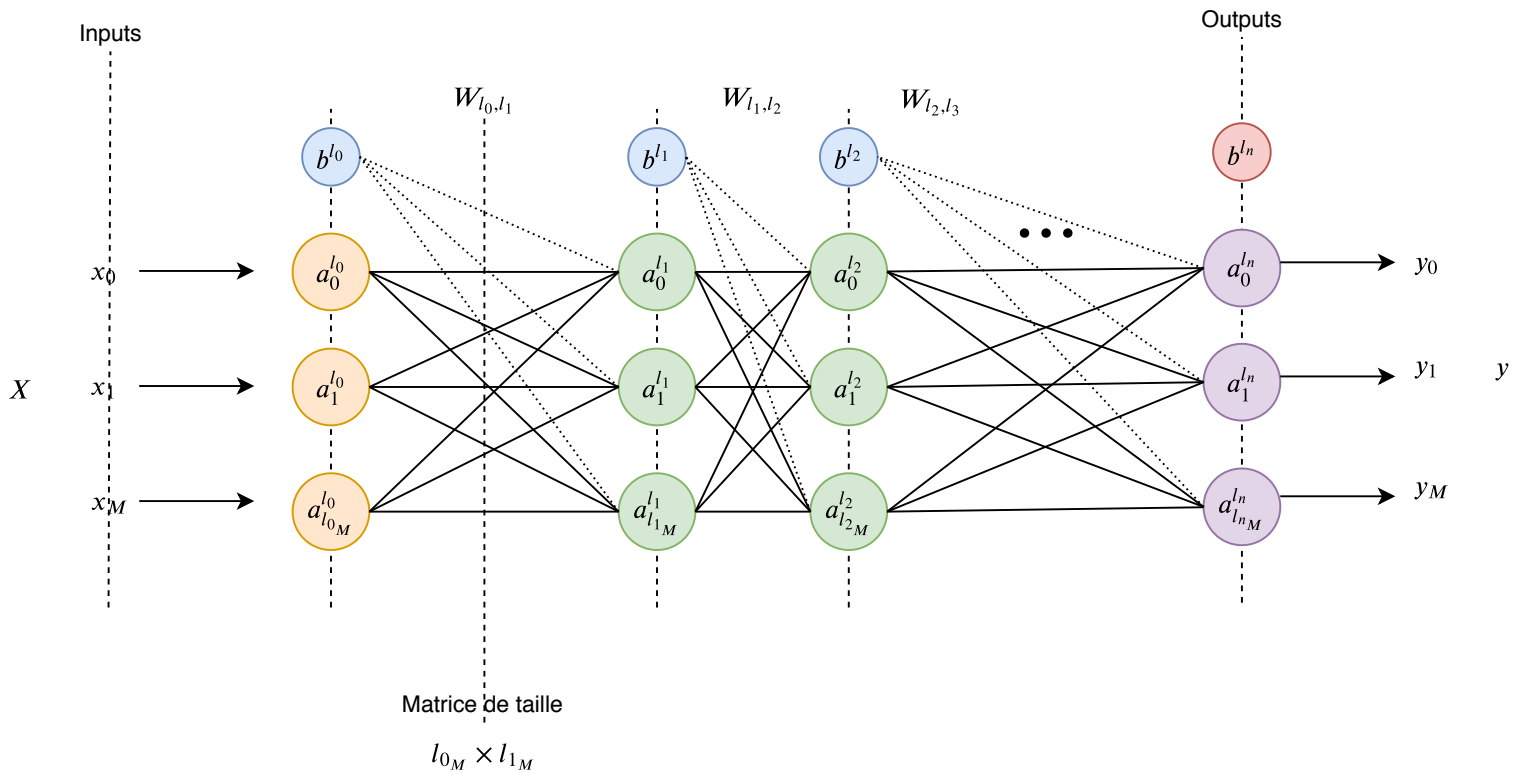 Inputs
Outputs
W_{l_0,l_1}
W_{l_1,l_2}
W_{l_2,l_3}
b^{l_0}
b^{l_1}
b^{l_2}
b^{l_n}
• • •
x_0
a_0^{l_0}
a_0^{l_1}
a_0^{l_2}
a_0^{l_n}
y_0
X
x_1
a_1^{l_0}
a_1^{l_1}
a_1^{l_2}
a_1^{l_n}
y_1
y
x_M
a_{l_{0_M}}^{l_0}
a_{l_{1_M}}^{l_1}
a_{l_{2_M}}^{l_2}
a_{l_{n_M}}^{l_n}
y_M
Matrice de taille
l_{0_M} × l_{1_M}